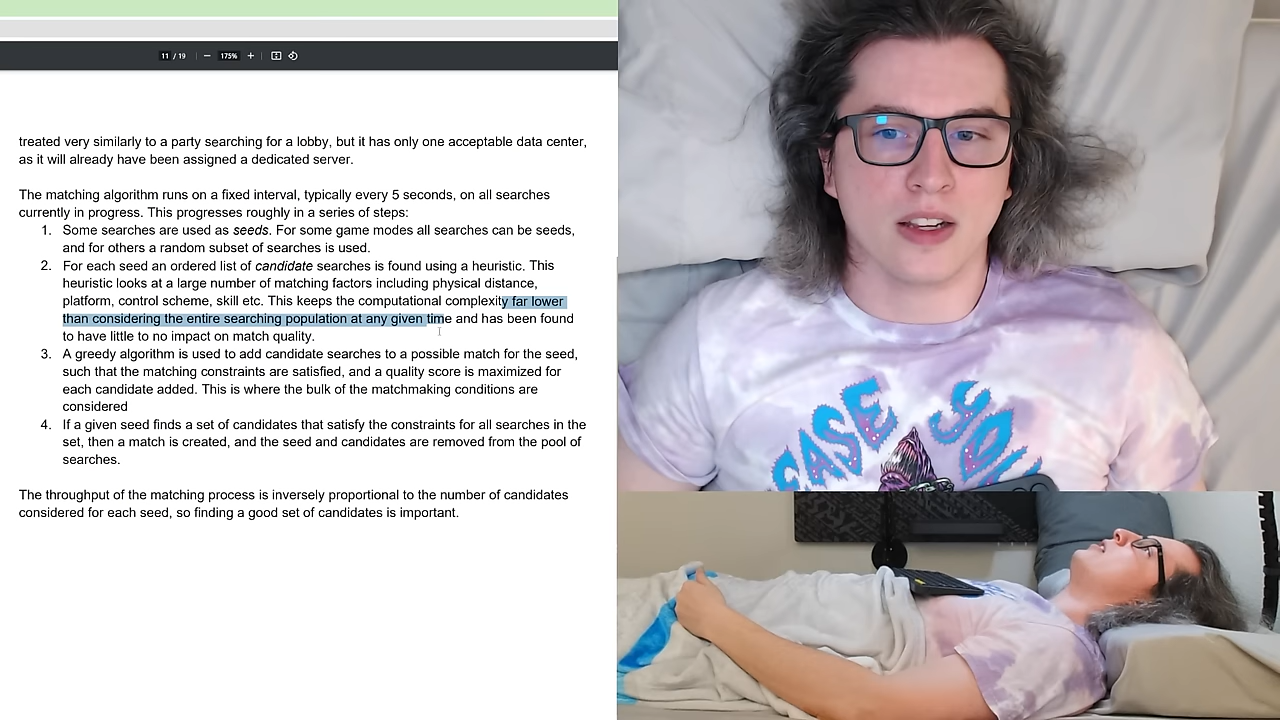 11 / 19
175%
treated very similarly to a party searching for a lobby, but it has only one acceptable data center,
as it will already have been assigned a dedicated server.
The matching algorithm runs on a fixed interval, typically every 5 seconds, on all searches
currently in progress. This progresses roughly in a series of steps:
1. Some searches are used as seeds. For some game modes all searches can be seeds,
and for others a random subset of searches is used.
2. For each seed an ordered list of candidate searches is found using a heuristic. This
heuristic looks at a large number of matching factors including physical distance,
platform, control scheme, skill etc. This keeps the computational complexity far lower
than considering the entire searching population at any given time and has been found
to have little to no impact on match quality.
3. A greedy algorithm is used to add candidate searches to a possible match for the seed,
such that the matching constraints are satisfied, and a quality score is maximized for
each candidate added. This is where the bulk of the matchmaking conditions are
considered
4. If a given seed finds a set of candidates that satisfy the constraints for all searches in the
set, then a match is created, and the seed and candidates are removed from the pool of
searches.
The throughput of the matching process is inversely proportional to the number of candidates
considered for each seed, so finding a good set of candidates is important.